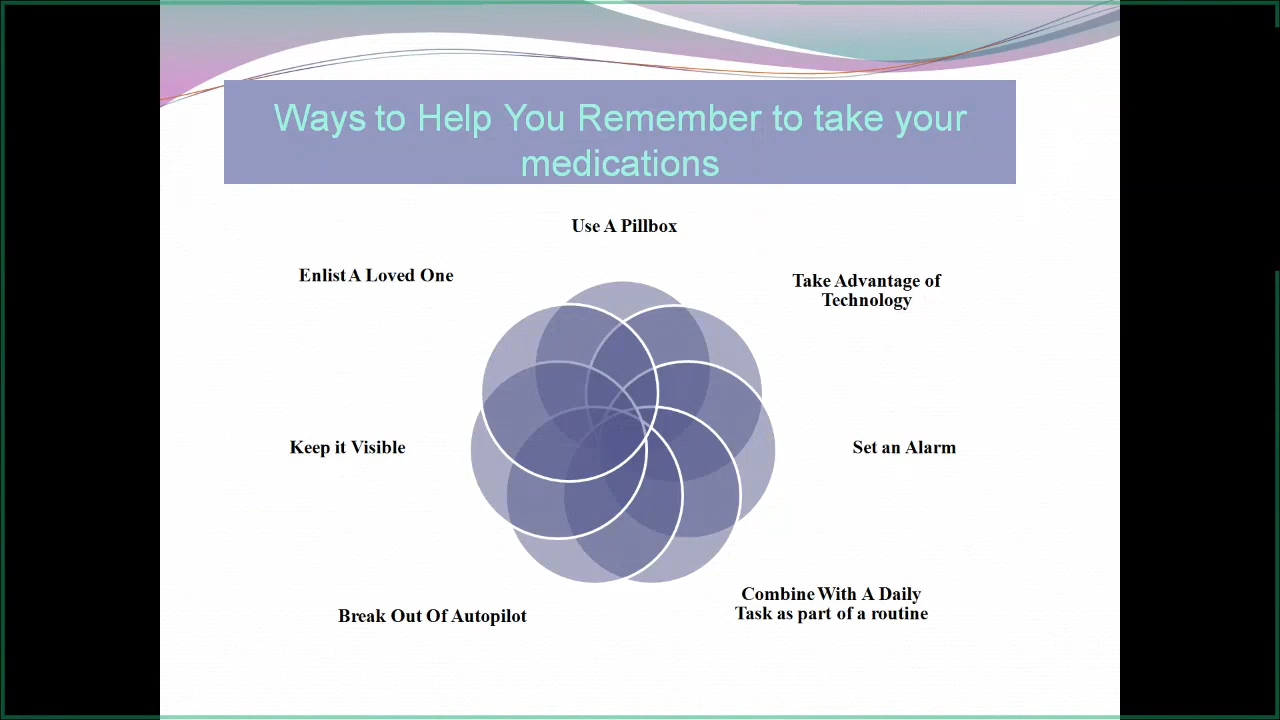 Ways to Help You Remember to take your
medications
Use A Pillbox
Enlist A Loved One
Take Advantage of
Technology
Keep it Visible
Set an Alarm
Combine With A Daily
Task as part of a routine
Break Out Of Autopilot